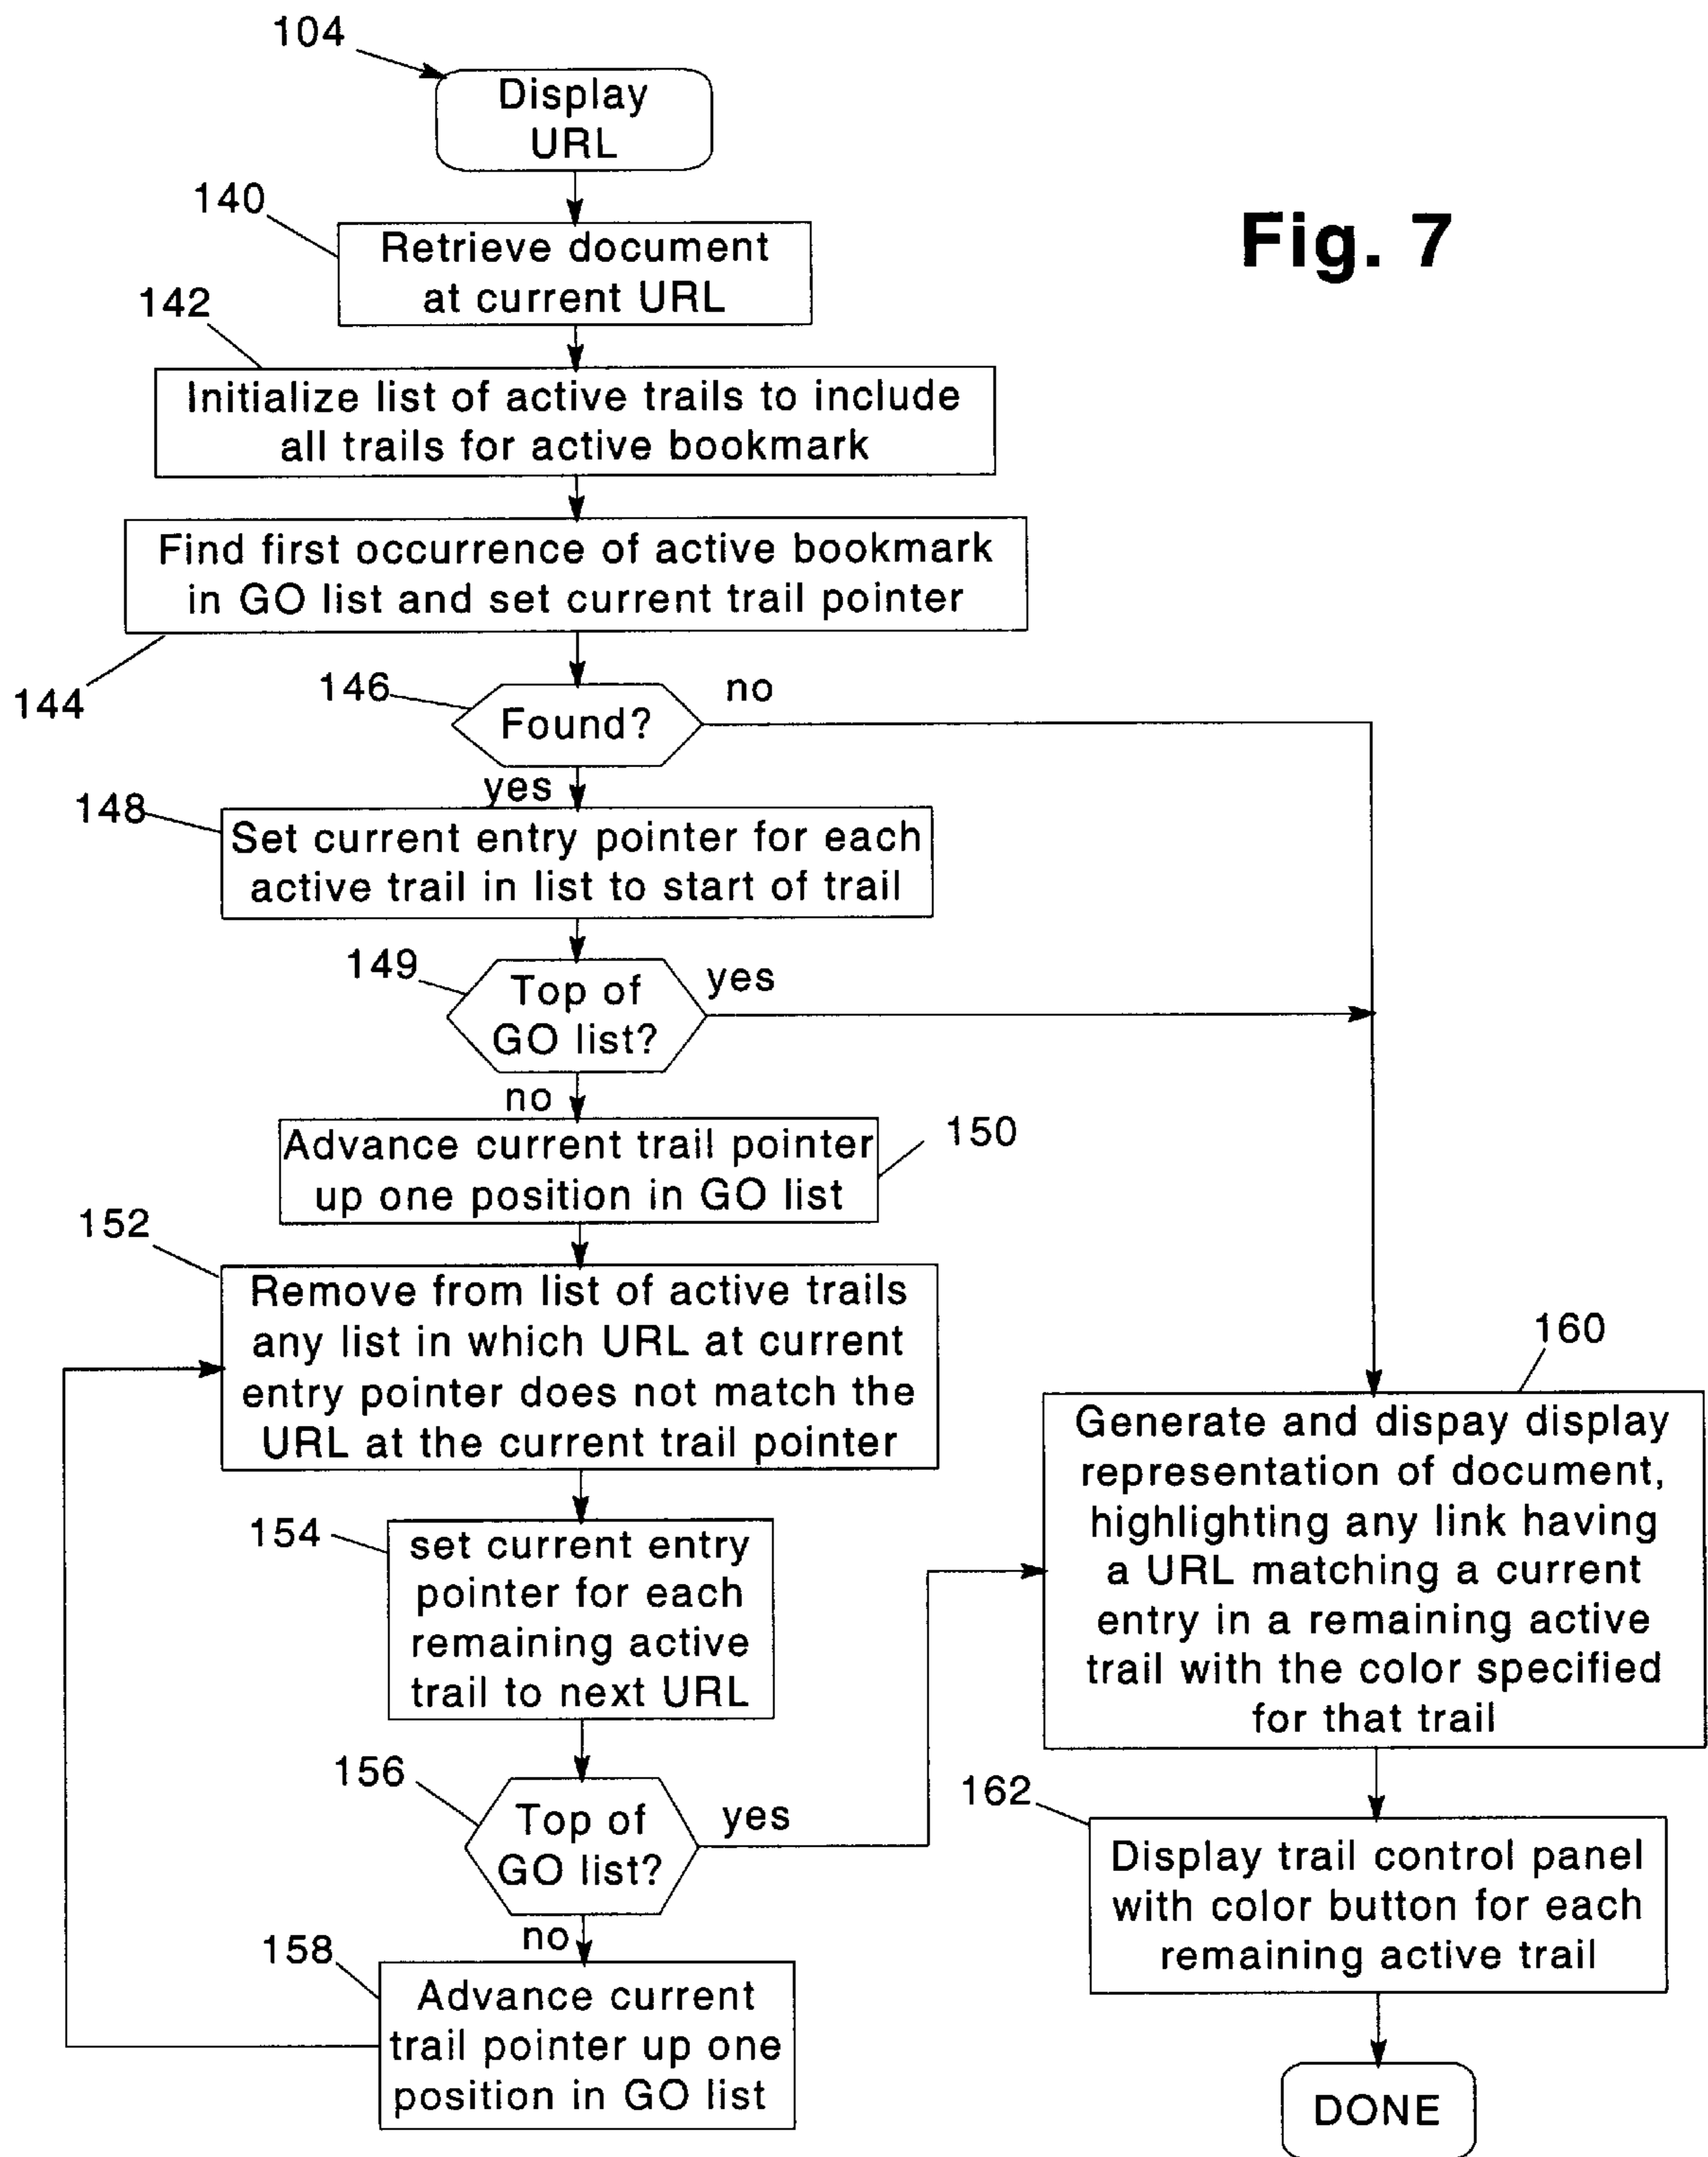 104
Display
URL
Fig. 7
140
Retrieve document
at current URL
142
Initialize list of active trails to include
all trails for active bookmark
Find first occurrence of active bookmark
in GO list and set current trail pointer
144
146
Found?
no
yes
148
Set current entry pointer for each
active trail in list to start of trail
149
Top of
GO list?
yes
no
Advance current trail pointer
up one position in GO list
150
152
Remove from list of active trails
any list in which URL at current
entry pointer does not match the
URL at the current trail pointer
154
set current entry
pointer for each
remaining active
trail to next URL
156
Top of
GO list?
yes
no
158
Advance current
trail pointer up one
position in GO list
160
Generate and dispay display
representation of document,
highlighting any link having
a URL matching a current
entry in a remaining active
trail with the color specified
for that trail
162
Display trail control panel
with color button for each
remaining active trail
DONE